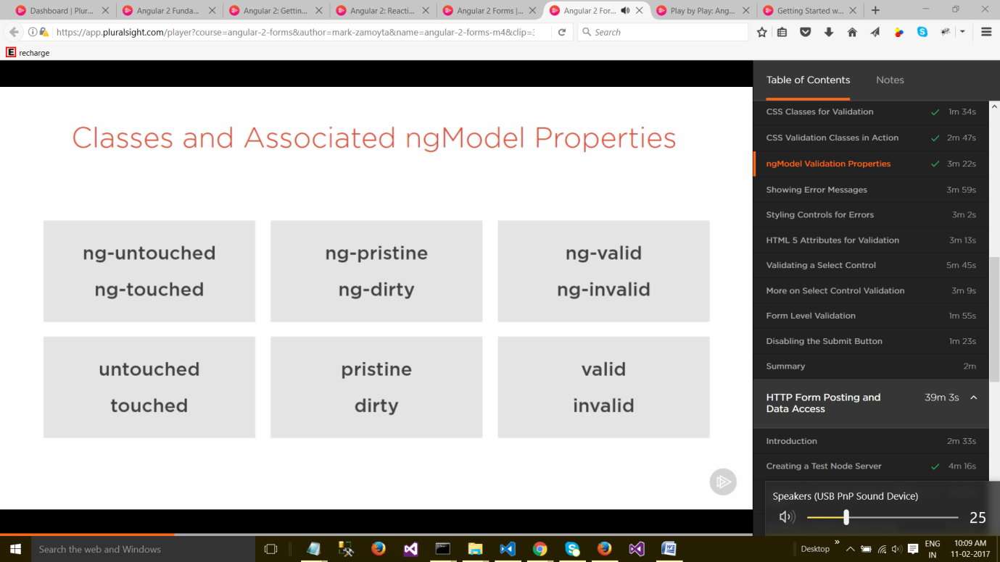 Dashboard | Plur...
Angular 2 Funda...
Angular 2: Gettin...
Angular 2: Reacti...
Angular 2 Forms |...
Angular 2 For...
Play by Play: Ang...
Getting Started w...
https://app.pluralsight.com/player?course=angular-2-forms&author=mark-zamoyta&name=angular-2-forms-m4&clip=
Search
E recharge
Classes and Associated ngModel Properties
ng-untouched
ng-touched
ng-pristine
ng-dirty
ng-valid
ng-invalid
untouched
touched
pristine
dirty
valid
invalid
Table of Contents
Notes
CSS Classes for Validation 1m 34s
CSS Validation Classes in Action 2m 47s
ngModel Validation Properties 3m 22s
Showing Error Messages 3m 59s
Styling Controls for Errors 3m 2s
HTML 5 Attributes for Validation 3m 13s
Validating a Select Control 5m 45s
More on Select Control Validation 3m 9s
Form Level Validation 1m 55s
Disabling the Submit Button 1m 23s
Summary 2m
HTTP Form Posting and 39m 3s
Data Access
Introduction 2m 33s
Creating a Test Node Server 4m 16s
Speakers (USB PnP Sound Device)
25
Search the web and Windows
Desktop
ENG
IN
10:09 AM
11-02-2017